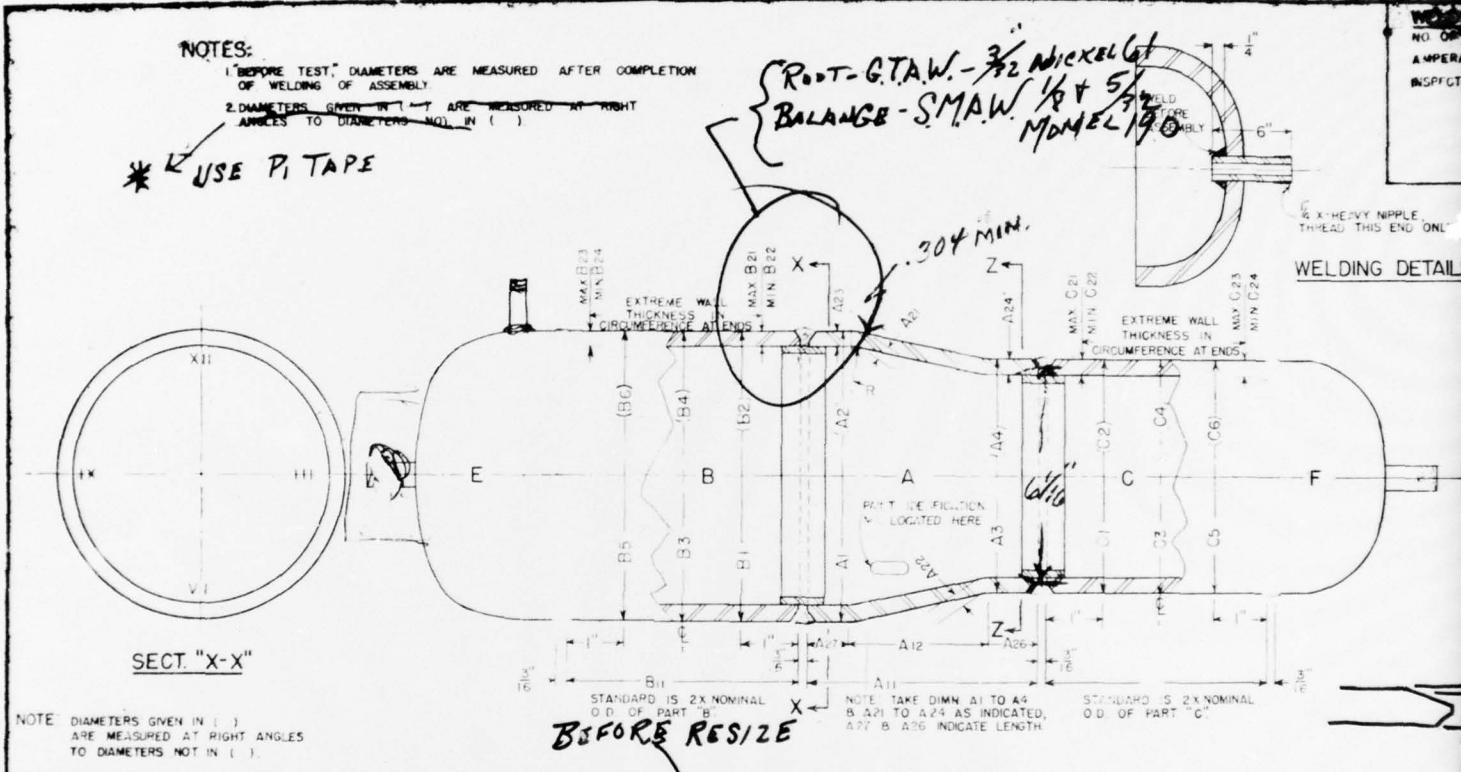 NOTES:
1. "BEFORE TEST," DIAMETERS ARE MEASURED AFTER COMPLETION
OF WELDING OF ASSEMBLY.
2. DIAMETERS GIVEN IN ( ) ARE MEASURED AT RIGHT
ANGLES TO DIAMETERS NOT IN ( ).
* USE PI TAPE
ROOT - G.T.A.W. - 3/32" NICKEL 61
BALANGE - S.M.A.W. 1/8 + 5/32
MONEL 190
WELD
BEFORE
ASSEMBLY
1/4"
6"
NO. OF
AMPERA
INSPECT
X-HEAVY NIPPLE,
THREAD THIS END ONLY
WELDING DETAIL
.304 MIN.
MAX B23
MIN B24
EXTREME WALL
THICKNESS IN
CIRCUMFERENCE AT ENDS
MAX B21
MIN B22
X
A23
A21
Z
A24
MAX C21
MIN C22
EXTREME WALL
THICKNESS IN
CIRCUMFERENCE AT ENDS
MAX C23
MIN C24
XII
IX
III
VI
SECT. "X-X"
E
(B6)
B5
(B4)
B3
B
(B2)
B1
(A2)
A1
R
A
PART IDENTIFICATION
LOCATED HERE
A22
(A4)
A3
6 1/16"
(C2)
C1
C
C4
C3
(C6)
C5
F
1"
1"
A27
A12
Z
A26
1"
1"
3/16
B11
A11
3/16
3/16
STANDARD IS 2 X NOMINAL
O.D. OF PART "B"
X
NOTE: TAKE DIMN. A1 TO A4
& A21 TO A24 AS INDICATED,
A27 & A26 INDICATE LENGTH.
STANDARD IS 2 X NOMINAL
O.D. OF PART "C"
BEFORE RESIZE
NOTE: DIAMETERS GIVEN IN ( )
ARE MEASURED AT RIGHT ANGLES
TO DIAMETERS NOT IN ( ).